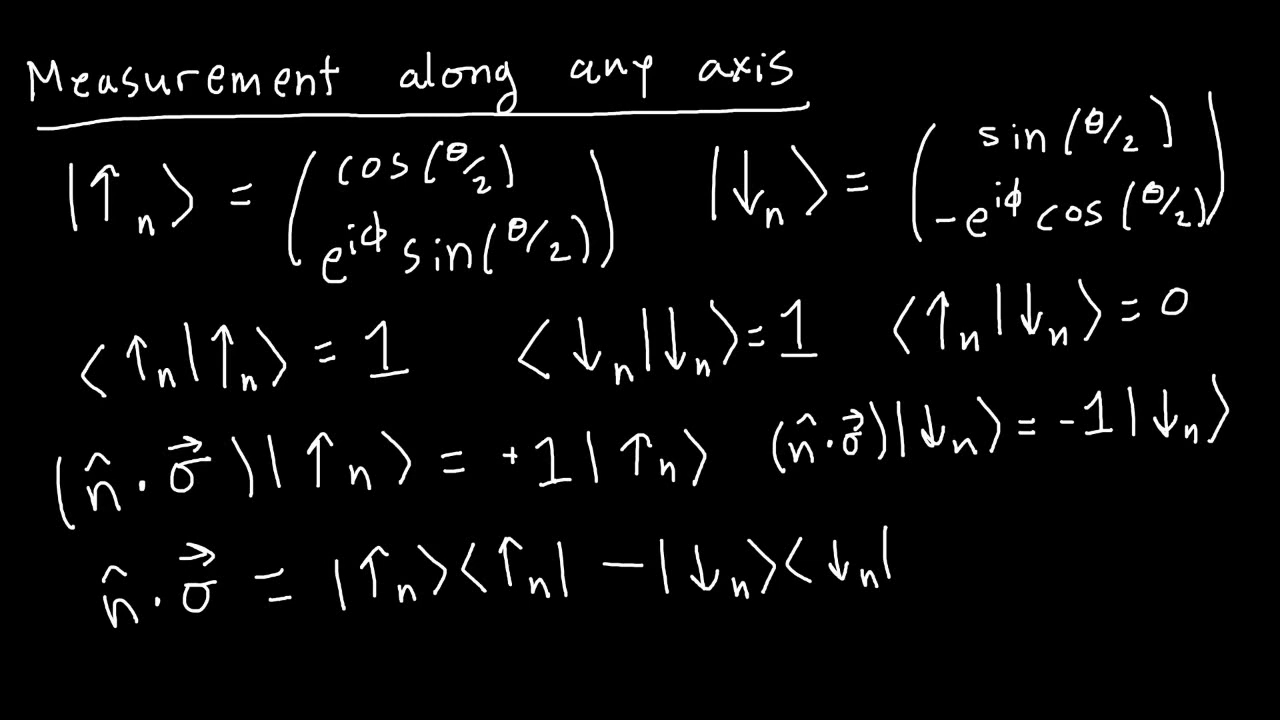 Measurement along any axis
|↑ₙ⟩ = (cos(θ/2) e^{iϕ} sin(θ/2)) |↓ₙ⟩ = (sin(θ/2) -e^{iϕ} cos(θ/2))
⟨↑ₙ|↑ₙ⟩ = 1 ⟨↓ₙ|↓ₙ⟩ = 1 ⟨↑ₙ|↓ₙ⟩ = 0
(n̂·σ⃗)|↑ₙ⟩ = +1|↑ₙ⟩ (n̂·σ⃗)|↓ₙ⟩ = -1|↓ₙ⟩
n̂·σ⃗ = |↑ₙ⟩⟨↑ₙ| - |↓ₙ⟩⟨↓ₙ|